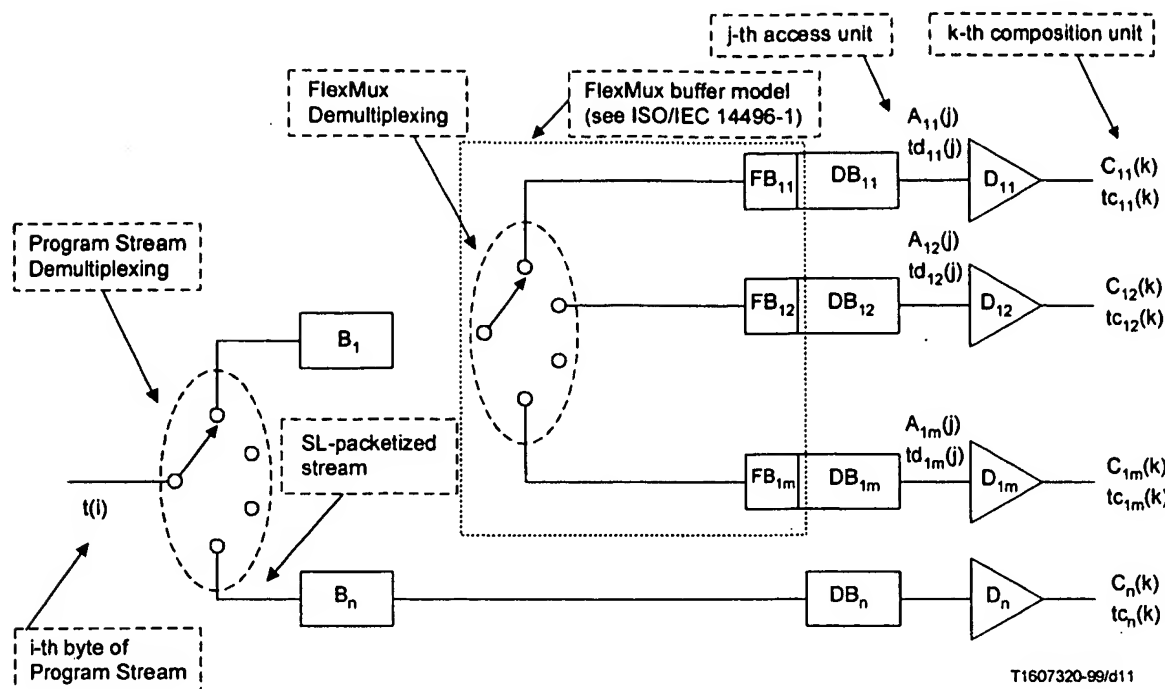 j-th access unit
k-th composition unit
FlexMux
Demultiplexing
FlexMux buffer model
(see ISO/IEC 14496-1)
A11(j)
td11(j)
FB11
DB11
D11
C11(k)
tc11(k)
Program Stream
Demultiplexing
A12(j)
td12(j)
FB12
DB12
D12
C12(k)
tc12(k)
B1
SL-packetized
stream
A1m(j)
td1m(j)
FB1m
DB1m
D1m
C1m(k)
tc1m(k)
t(i)
Bn
DBn
Dn
Cn(k)
tcn(k)
i-th byte of
Program Stream
T1607320-99/d11